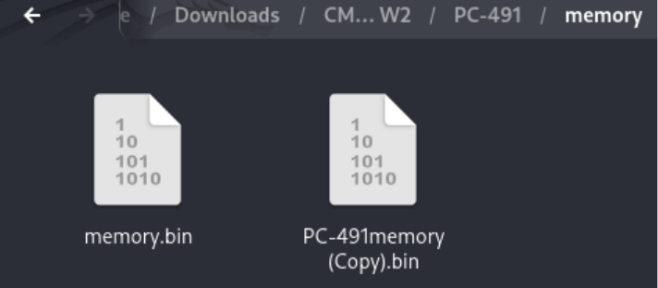 e / Downloads / CM... W2 / PC-491 / memory
1
10
101
1010
1
10
101
1010
memory.bin
PC-491memory
(Copy).bin